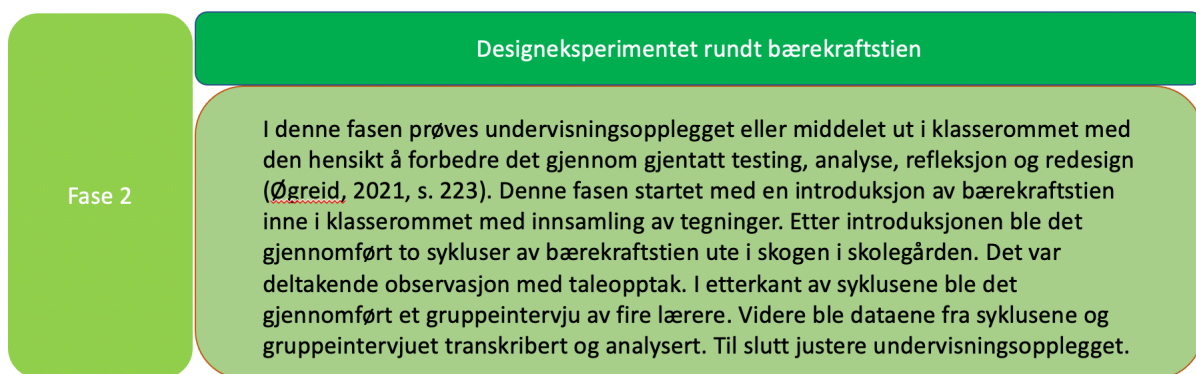 Designeksperimentet rundt bærekraftstien
Fase 2
I denne fasen prøves undervisningsopplegget eller middelet ut i klasserommet med
den hensikt å forbedre det gjennom gjentatt testing, analyse, refleksjon og redesign
(Øgreid, 2021, s. 223). Denne fasen startet med en introduksjon av bærekraftstien
inne i klasserommet med innsamling av tegninger. Etter introduksjonen ble det
gjennomført to sykluser av bærekraftstien ute i skogen i skolegården. Det var
deltakende observasjon med taleopptak. I etterkant av syklusene ble det
gjennomført et gruppeintervju av fire lærere. Videre ble dataene fra syklusene og
gruppeintervjuet transkribert og analysert. Til slutt justere undervisningsopplegget.